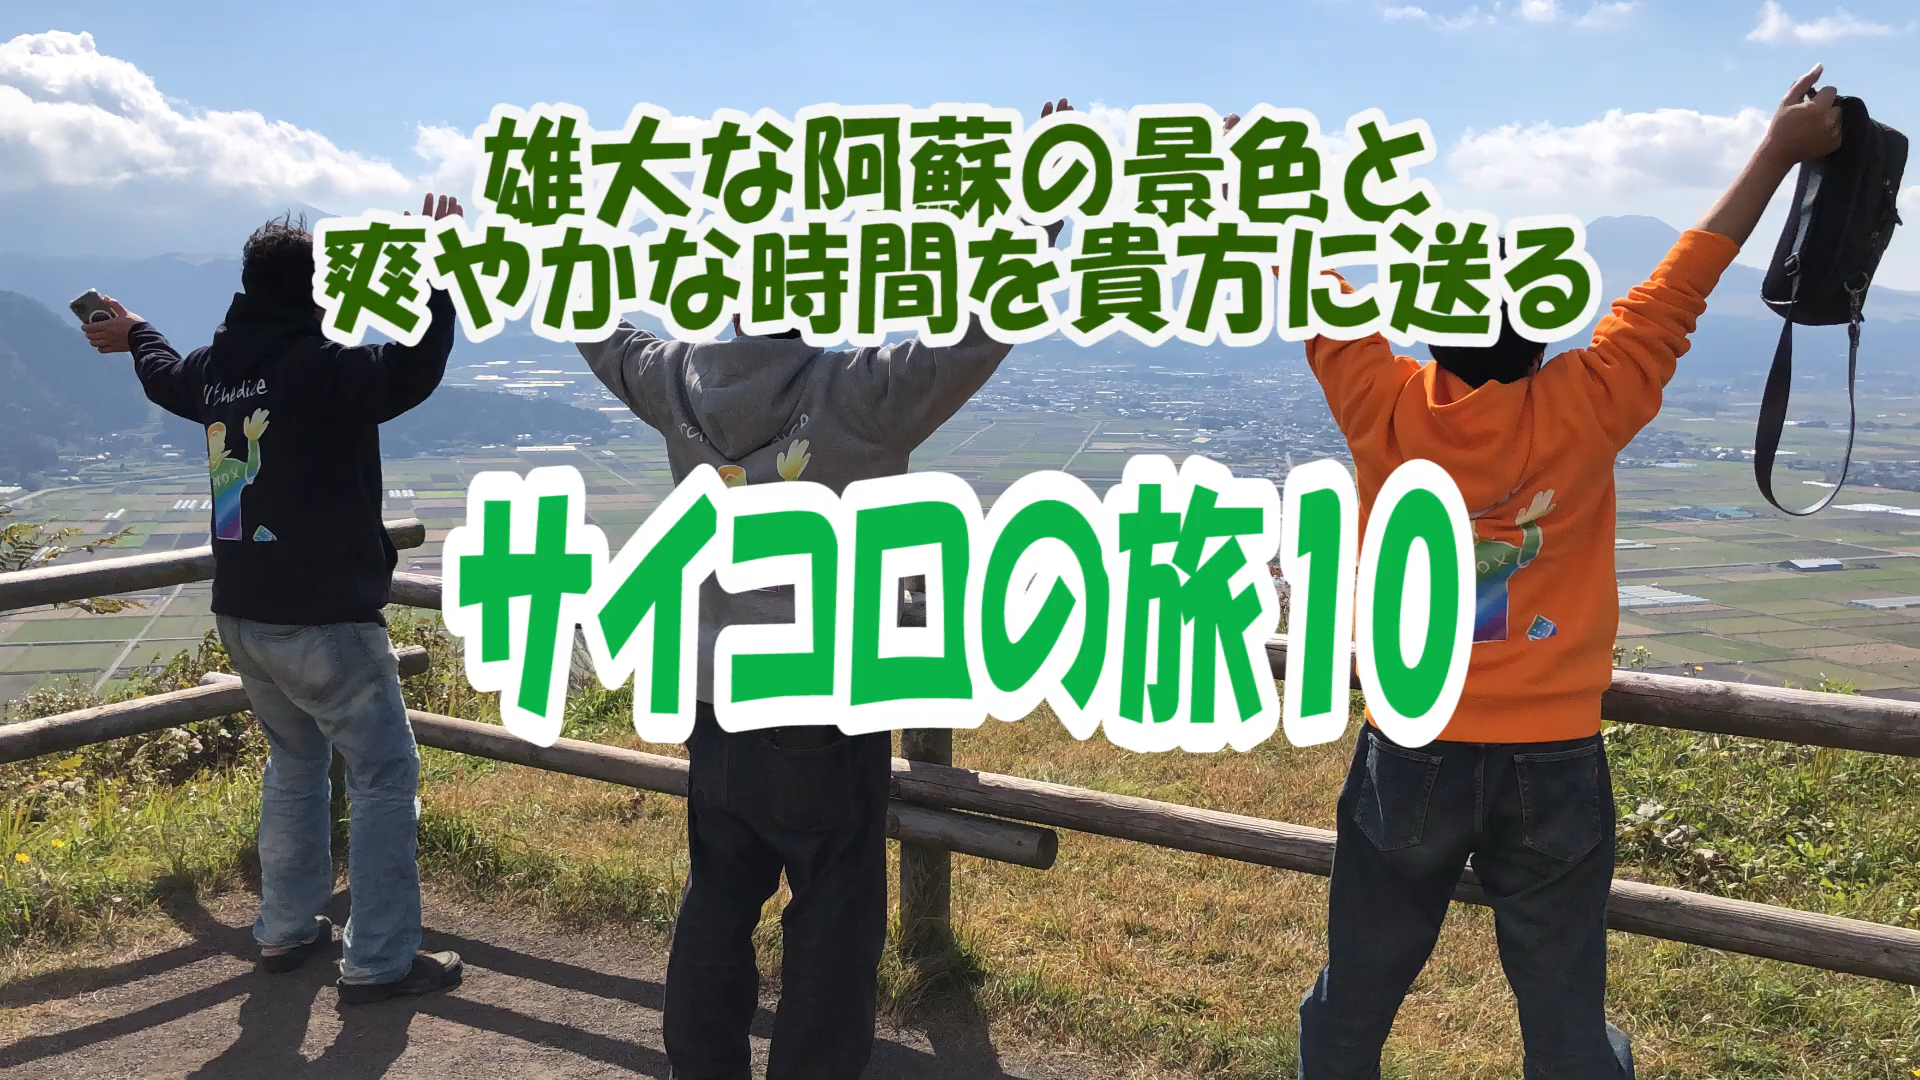 雄大な阿蘇の景色と
爽やかな時間を貴方に送る
サイコロの旅10